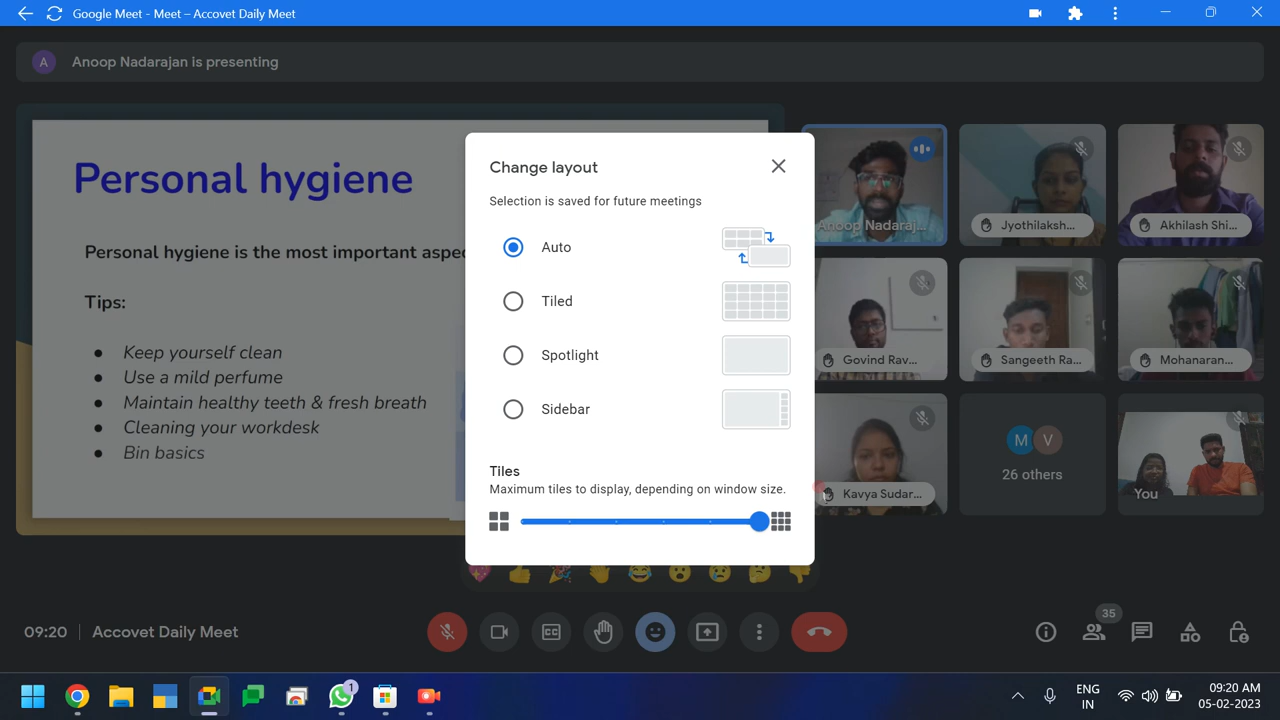 Google Meet - Meet – Accovet Daily Meet
A
Anoop Nadarajan is presenting
Personal hygiene
Personal hygiene is the most important
Tips:
Keep yourself clean
Use a mild perfume
Maintain healthy teeth & fresh breath
Cleaning your workdesk
Bin basics
Change layout
Selection is saved for future meetings
Auto
Tiled
Spotlight
Sidebar
Tiles
Maximum tiles to display, depending on window size.
Anoop Nadaraj...
Jyothilaksh...
Akhilash Shi...
Govind Rav...
Sangeeth Ra...
Mohanaran...
Kavya Sudar...
M V
26 others
You
09:20 | Accovet Daily Meet
35
1
ENG
IN
09:20 AM
05-02-2023